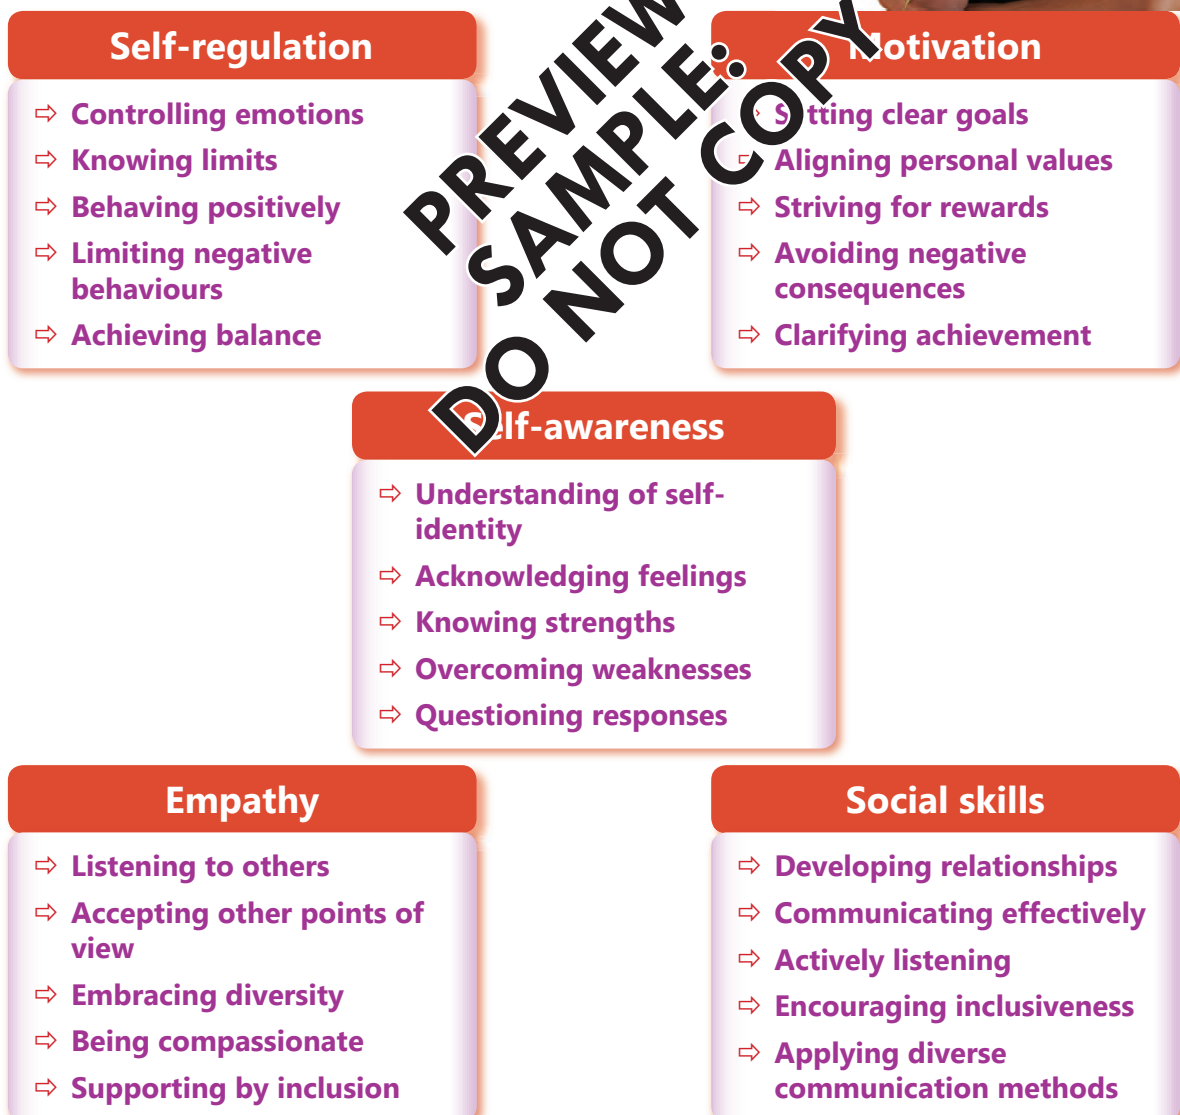 Self-regulation
⇨ Controlling emotions
⇨ Knowing limits
⇨ Behaving positively
⇨ Limiting negative
behaviours
⇨ Achieving balance
PREVIEW
SAMPLE:
DO NOT COPY
Motivation
⇨ Setting clear goals
⇨ Aligning personal values
⇨ Striving for rewards
⇨ Avoiding negative
consequences
⇨ Clarifying achievement
Self-awareness
⇨ Understanding of self-
identity
⇨ Acknowledging feelings
⇨ Knowing strengths
⇨ Overcoming weaknesses
⇨ Questioning responses
Empathy
⇨ Listening to others
⇨ Accepting other points of
view
⇨ Embracing diversity
⇨ Being compassionate
⇨ Supporting by inclusion
Social skills
⇨ Developing relationships
⇨ Communicating effectively
⇨ Actively listening
⇨ Encouraging inclusiveness
⇨ Applying diverse
communication methods